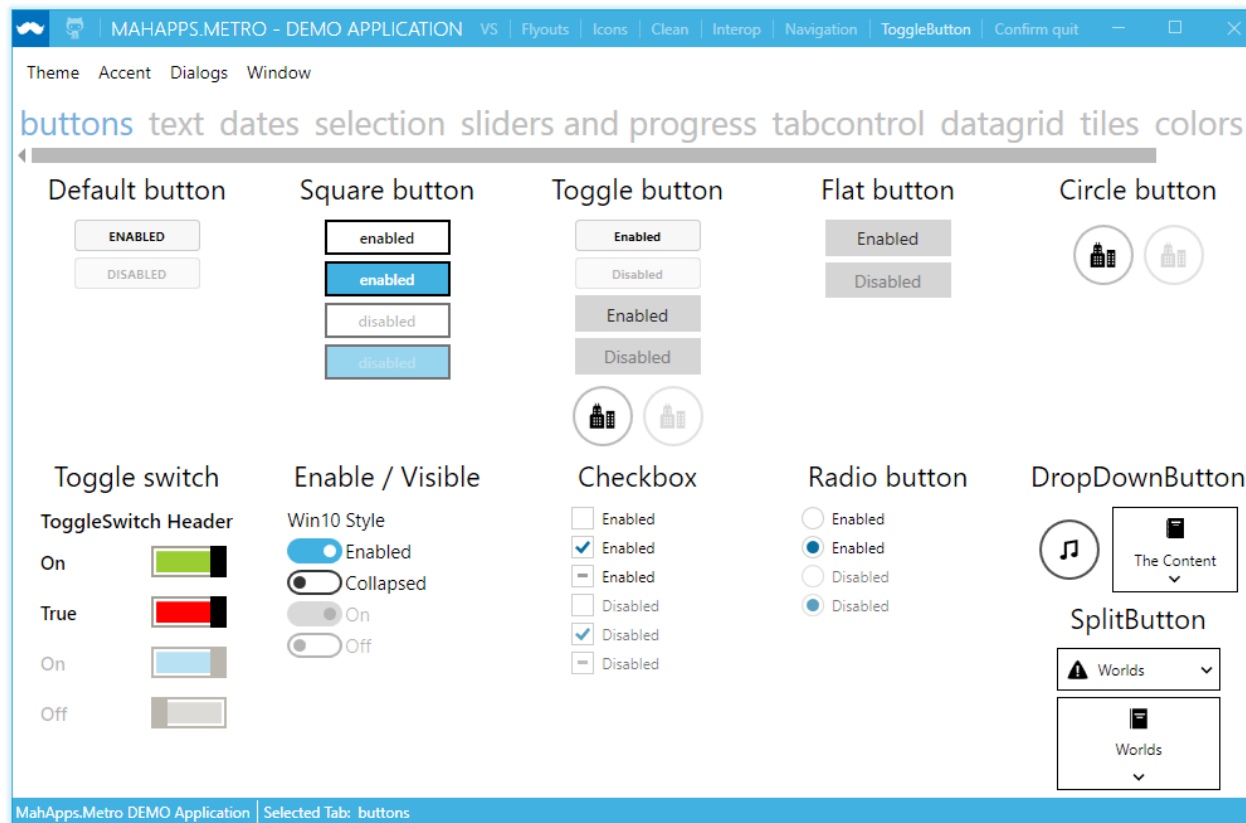 MAHAPPS.METRO - DEMO APPLICATION VS Flyouts Icons Clean Interop Navigation ToggleButton Confirm quit
Theme Accent Dialogs Window
buttons text dates selection sliders and progress tabcontrol datagrid tiles colors
Default button
ENABLED
DISABLED
Square button
enabled
enabled
disabled
disabled
Toggle button
Enabled
Disabled
Enabled
Disabled
Flat button
Enabled
Disabled
Circle button
Toggle switch
ToggleSwitch Header
On
True
On
Off
Enable / Visible
Win10 Style
Enabled
Collapsed
On
Off
Checkbox
Enabled
Enabled
Enabled
Disabled
Disabled
Disabled
Radio button
Enabled
Enabled
Disabled
Disabled
DropDownButton
The Content
SplitButton
Worlds
Worlds
MahApps.Metro DEMO Application Selected Tab: buttons